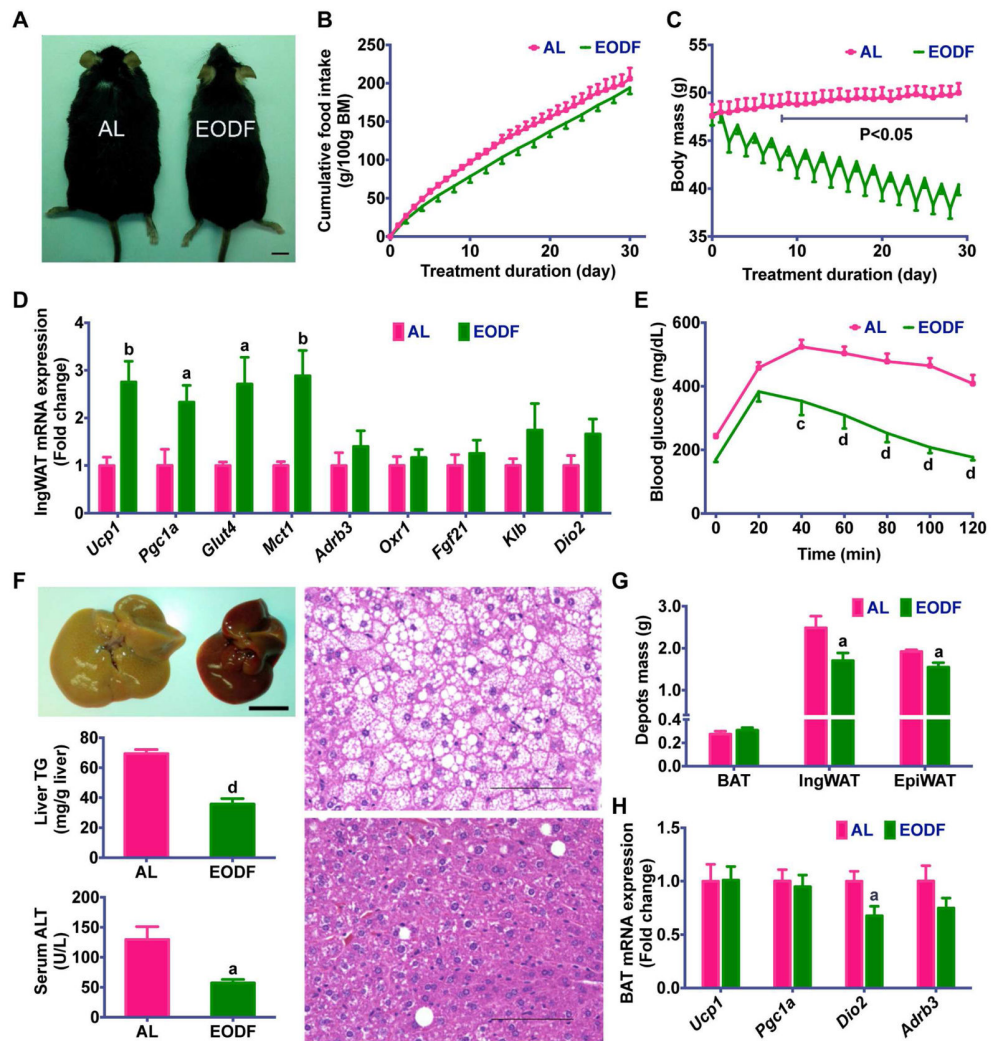 A
AL
EODF
B
AL EODF
Cumulative food intake
(g/100g BM)
250
200
150
100
50
0
0 10 20 30
Treatment duration (day)
C
AL EODF
Body mass (g)
50
45
40
35
P<0.05
0 10 20 30
Treatment duration (day)
D
AL EODF
IngWAT mRNA expression
(Fold change)
4
3
2
1
0
b a a b
Ucp1 Pgc1a Glut4 Mct1 Adrb3 Oxr1 Fgf21 Klb Dio2
E
AL EODF
Blood glucose (mg/dL)
600
400
200
0
c d d d d
0 20 40 60 80 100 120
Time (min)
F
Liver TG
(mg/g liver)
80
60
40
20
0
d
AL EODF
Serum ALT
(U/L)
150
100
50
0
a
AL EODF
G
AL
EODF
Depots mass (g)
3.0
2.0
1.0
0.4
0.2
0.0
a a
BAT IngWAT EpiWAT
H
AL EODF
BAT mRNA expression
(Fold change)
1.5
1.0
0.5
0.0
a
Ucp1 Pgc1a Dio2 Adrb3